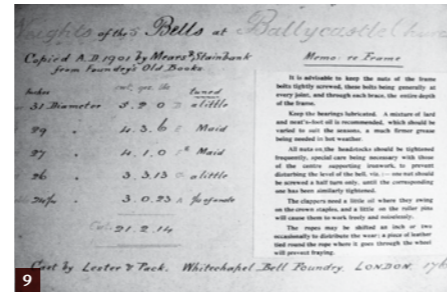 Weights of the 5 Bells at Ballycastle
Copied A.D. 1901 by Mears & Stainbank
from Foundry's Old Books
Inches cwt. qrs. lbs tuned
31 Diameter 5. 2. 0 a little
29 " 4. 3. 6 Maid
27 " 4. 1. 0 Maid
26 " 3. 3. 13 a little
3. 0. 23
21. 2. 14
Cast by Lester & Pack. Whitechapel Bell Foundry. LONDON.
Memo: re Frame
It is advisable to keep the nuts of the frame
bolts tightly screwed, these bolts being generally at
every joint, and through each brace, the entire depth
of the frame.
Keep the bearings lubricated. A mixture of lard
and neat's-foot oil is recommended, which should be
varied to suit the seasons, a much firmer grease
being needed in hot weather.
All nuts on the headstocks should be tightened
frequently, special care being necessary with those
of the centre supporting ironwork, to prevent
disturbing the level of the bell, viz. :— one nut should
be screwed a half turn only, until the corresponding
one has been similarly tightened.
The clappers need a little oil where they swing
on the crown staples, and a little on the roller pins
will cause them to work freely and noiselessly.
The ropes may be shifted an inch or two
occasionally to distribute the wear; a piece of leather
tied round the rope where it goes through the wheel
will prevent fraying.
9